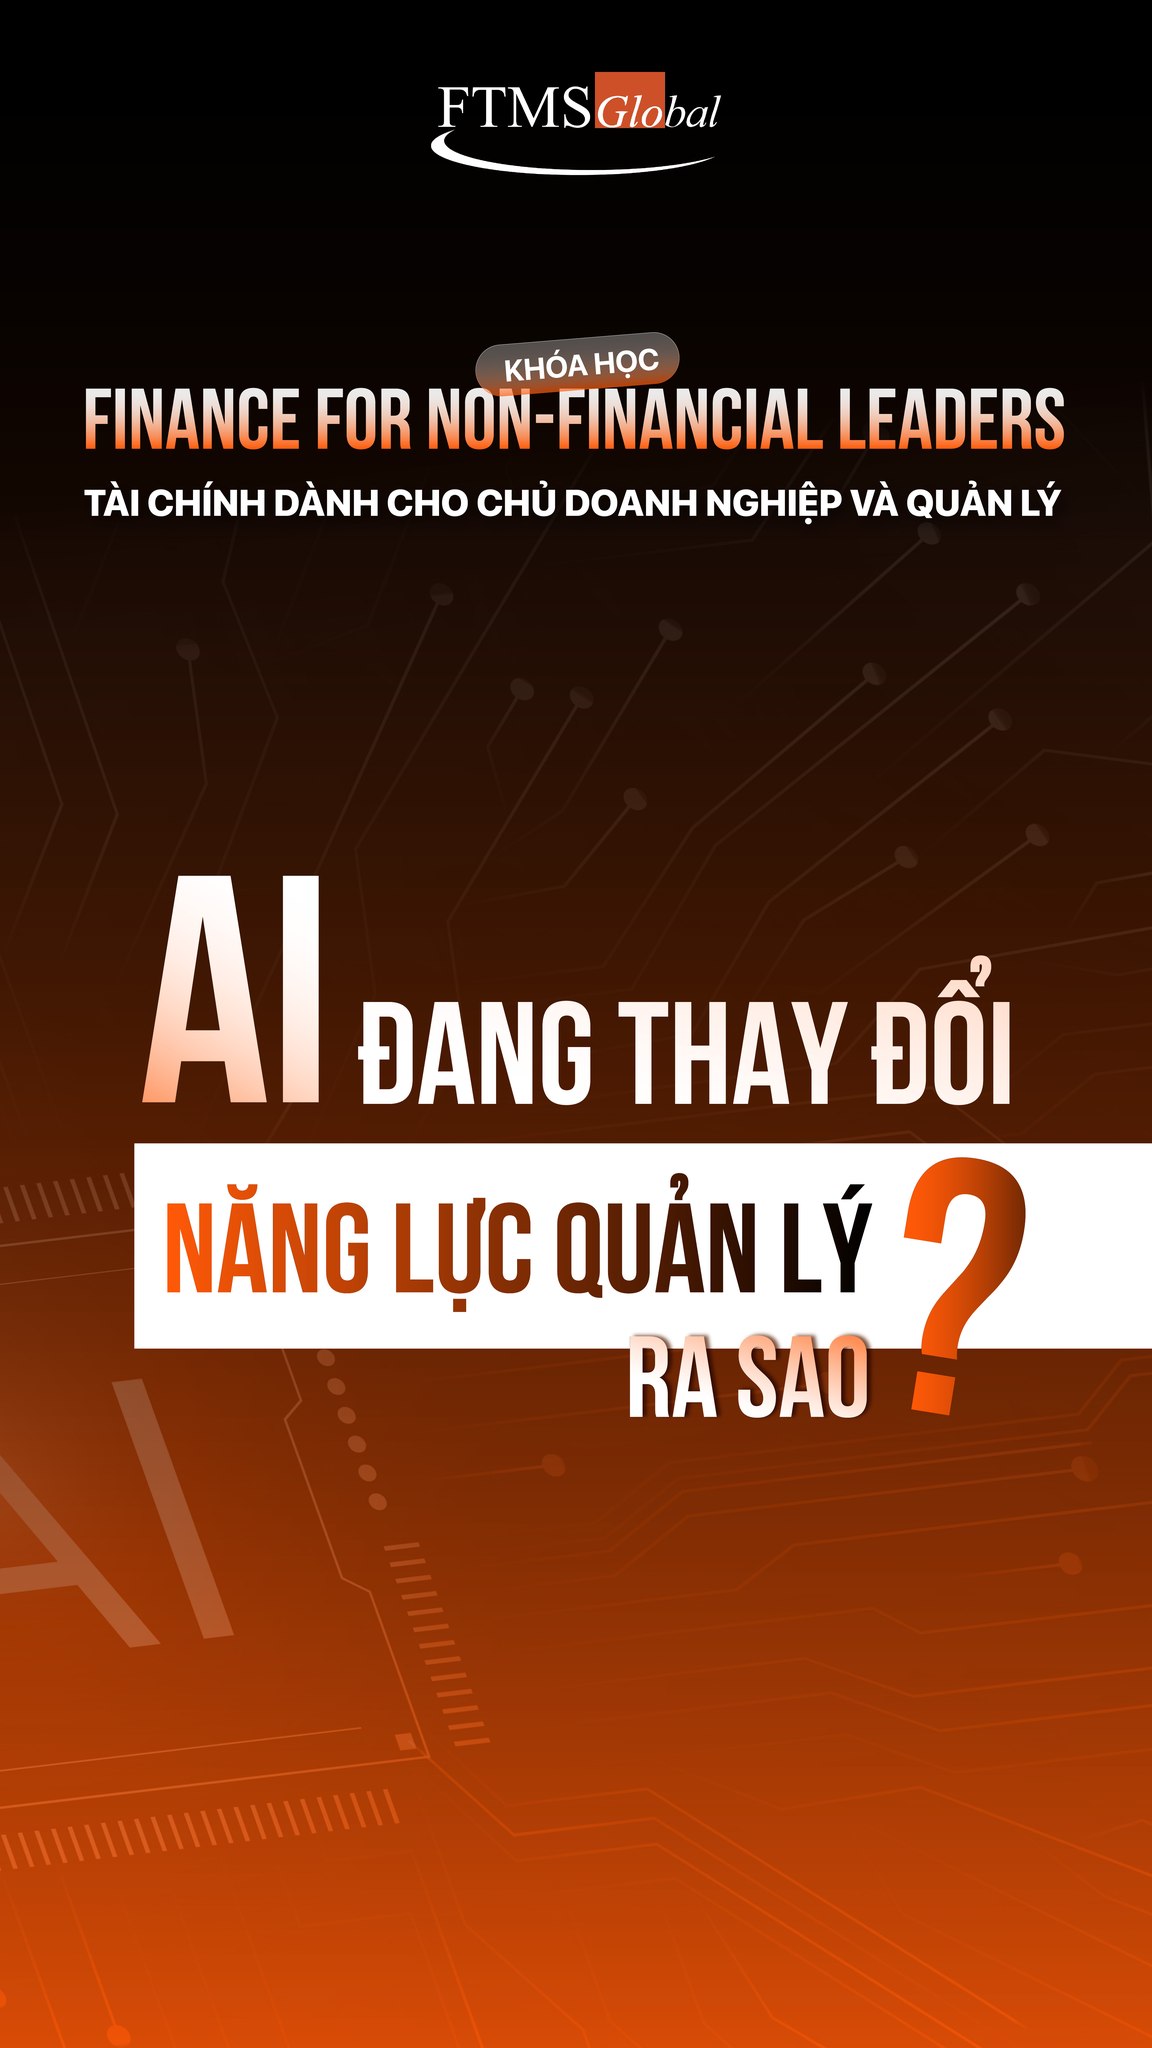 FTMSGlobal
KHÓA HỌC
FINANCE FOR NON-FINANCIAL LEADERS
TÀI CHÍNH DÀNH CHO CHỦ DOANH NGHIỆP VÀ QUẢN LÝ
AI ĐANG THAY ĐỔI
NĂNG LỰC QUẢN LÝ
RA SAO ?
AI